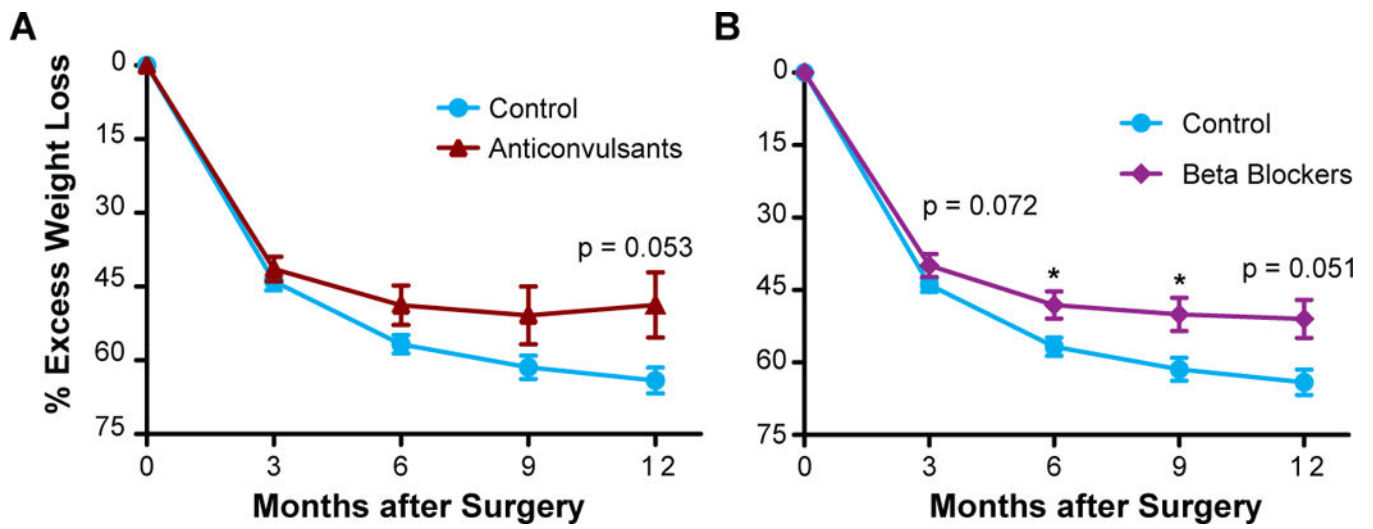 A
% Excess Weight Loss
0
15
30
45
60
75
Control
Anticonvulsants
p = 0.053
0 3 6 9 12
Months after Surgery
B
0
15
30
45
60
75
Control
Beta Blockers
p = 0.072
* *
p = 0.051
0 3 6 9 12
Months after Surgery